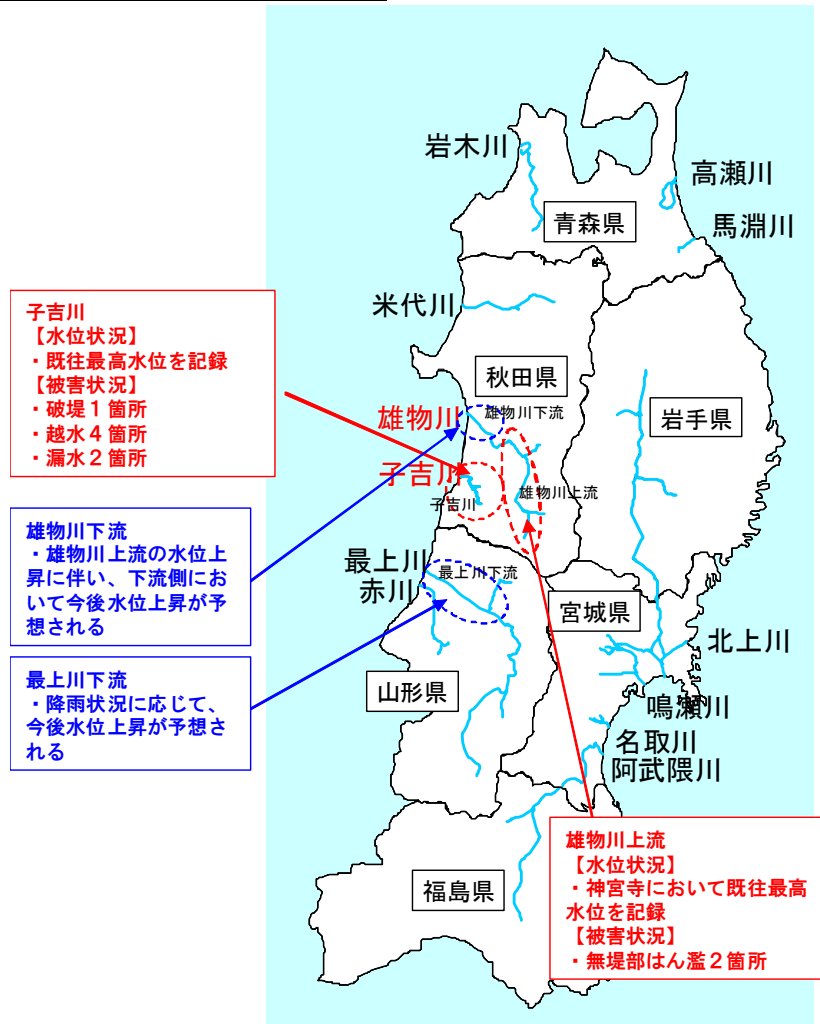 岩木川
高瀬川
青森県
馬淵川
米代川
秋田県
雄物川
雄物川下流
岩手県
子吉川
雄物川上流
子吉川
最上川
最上川下流
赤川
宮城県
北上川
山形県
鳴瀬川
名取川
阿武隈川
福島県
子吉川
【水位状況】
・既往最高水位を記録
【被害状況】
・破堤1箇所
・越水4箇所
・漏水2箇所
雄物川下流
・雄物川上流の水位上
昇に伴い、下流側にお
いて今後水位上昇が予
想される
最上川下流
・降雨状況に応じて、
今後水位上昇が予想さ
れる
雄物川上流
【水位状況】
・神宮寺において既往最高
水位を記録
【被害状況】
・無堤部はん濫2箇所